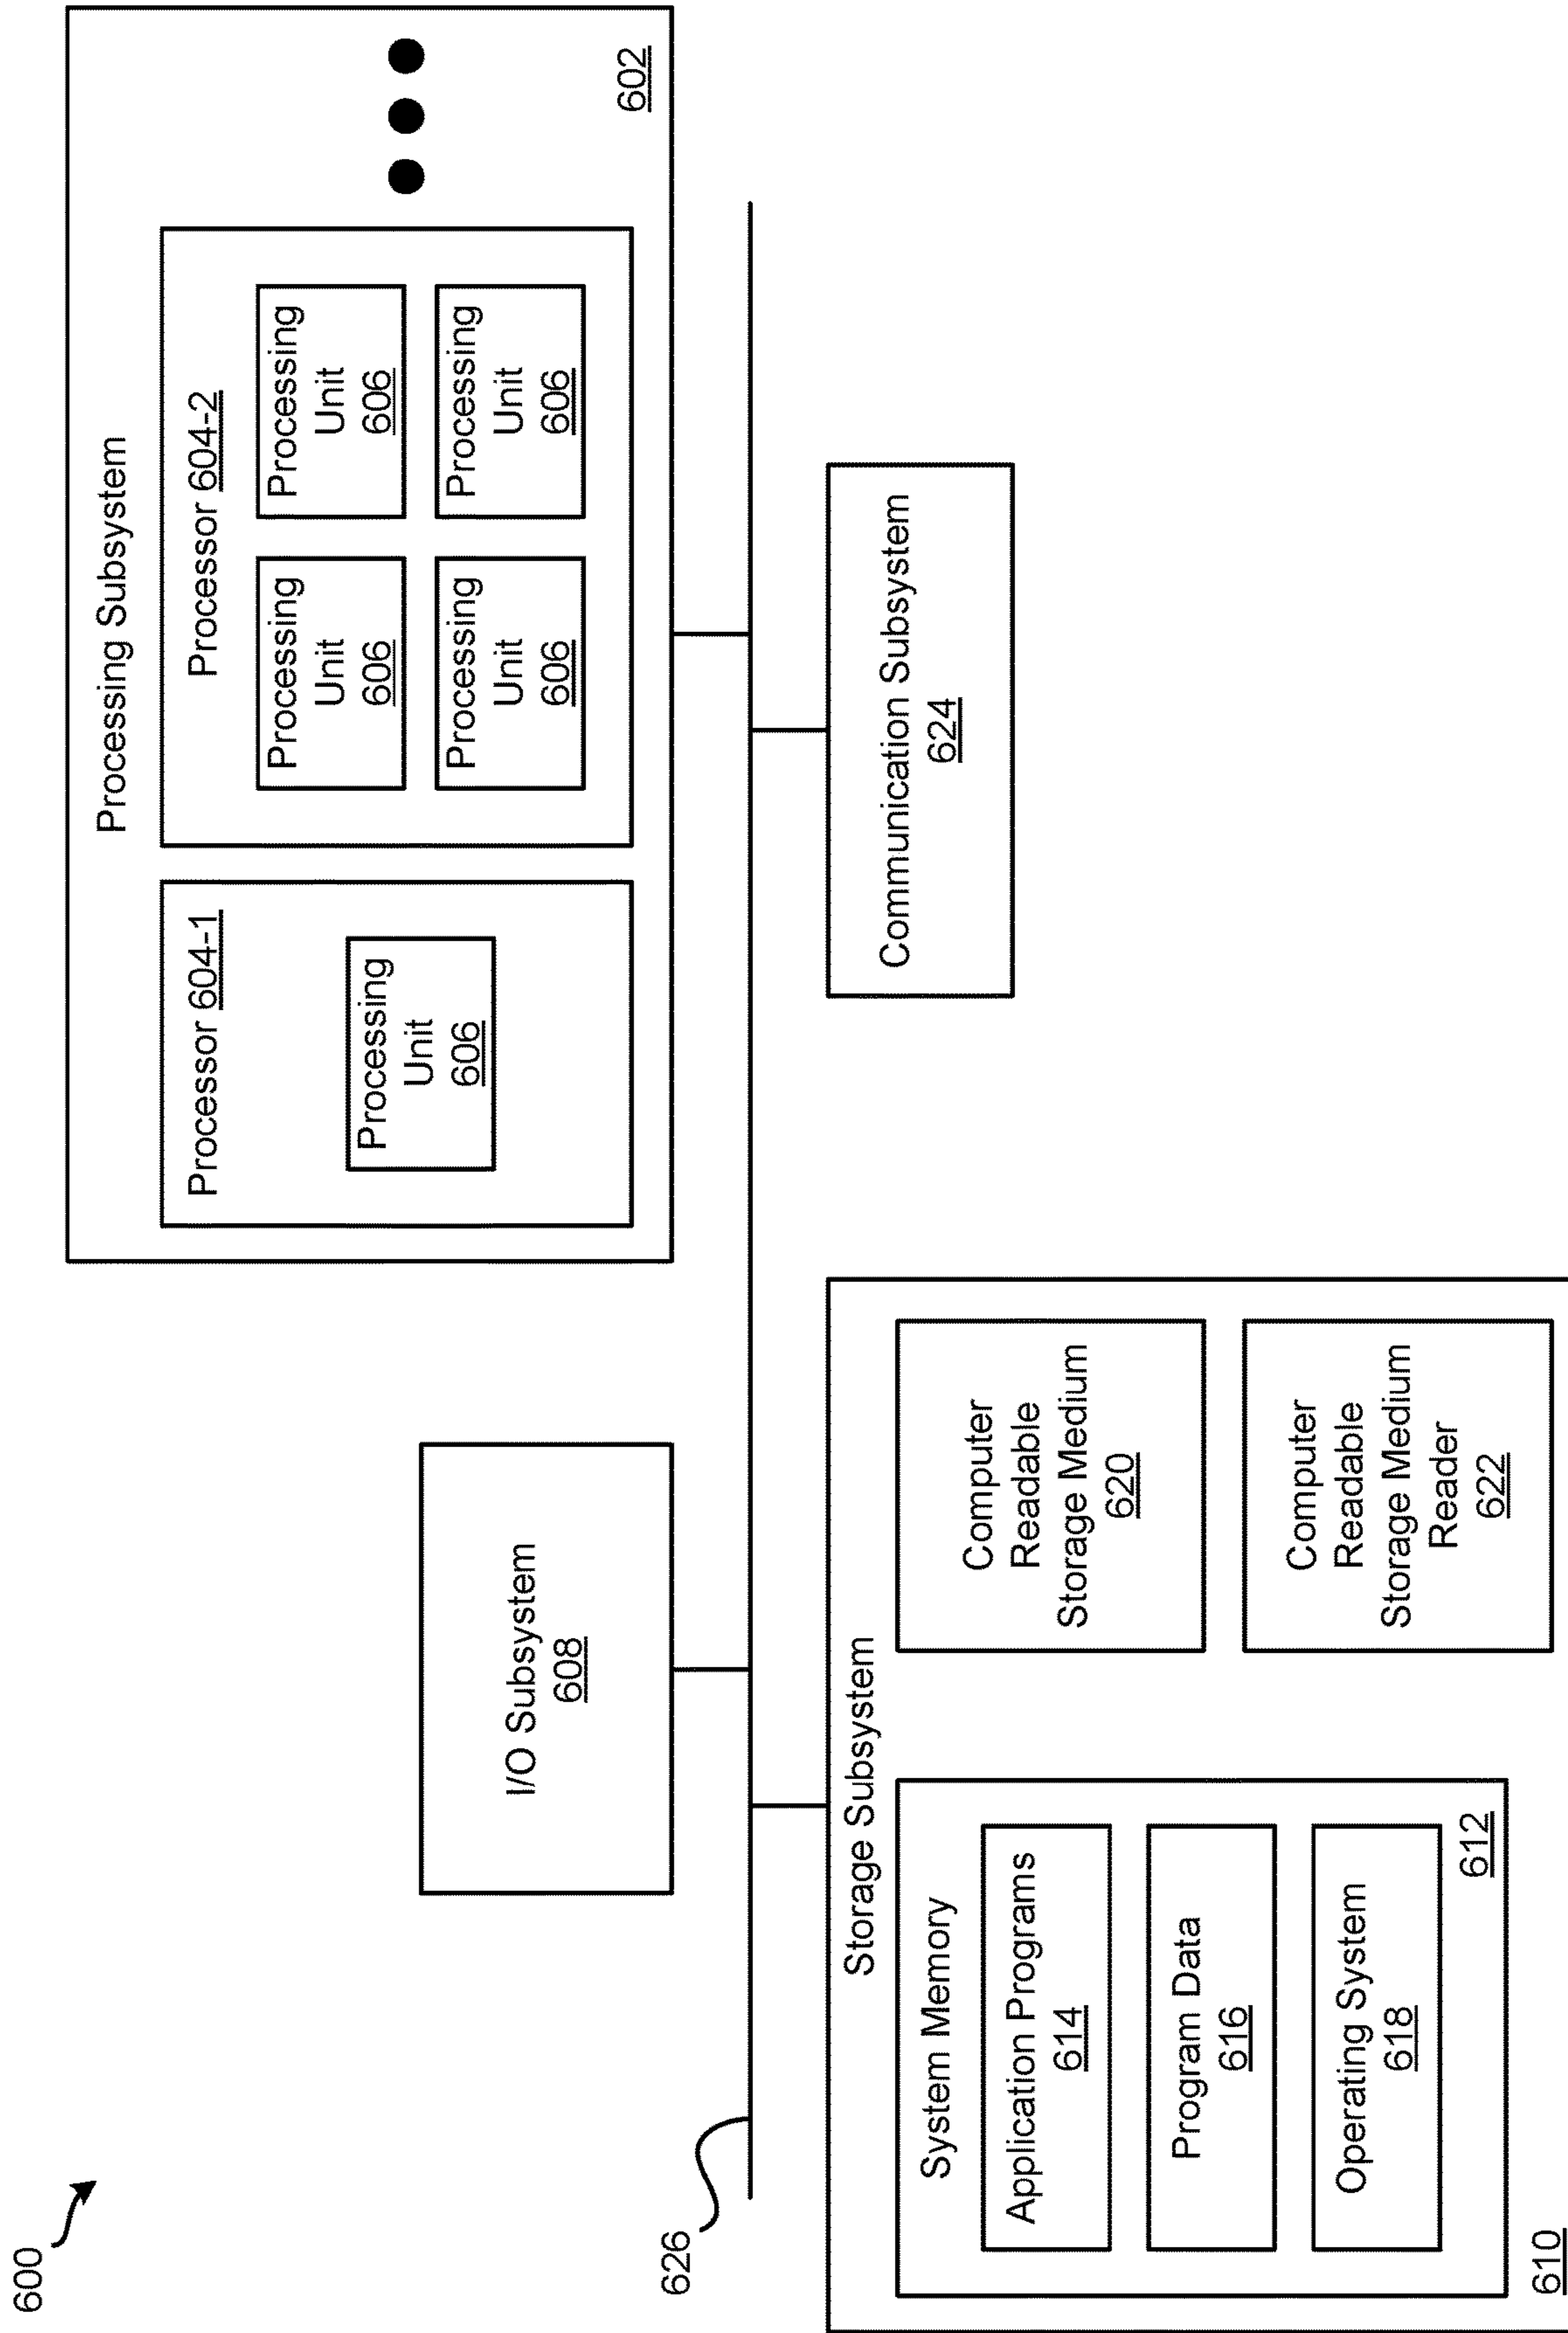 600
I/O Subsystem
608
Processing Subsystem
Processor 604-1
Processing
Unit
606
Processor 604-2
Processing
Unit
606
Processing
Unit
606
Processing
Unit
606
Processing
Unit
606
602
626
Storage Subsystem
System Memory
Application Programs
614
Program Data
616
Operating System
618
612
Computer
Readable
Storage Medium
620
Computer
Readable
Storage Medium
Reader
622
610
Communication Subsystem
624